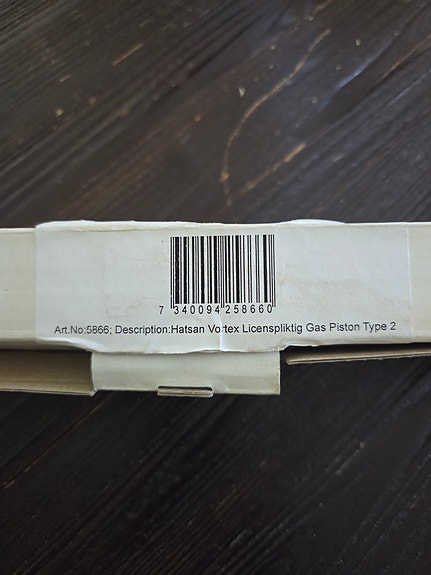 7 340094 258660
Art.No:5866; Description:Hatsan Vortex Licenspliktig Gas Piston Type 2